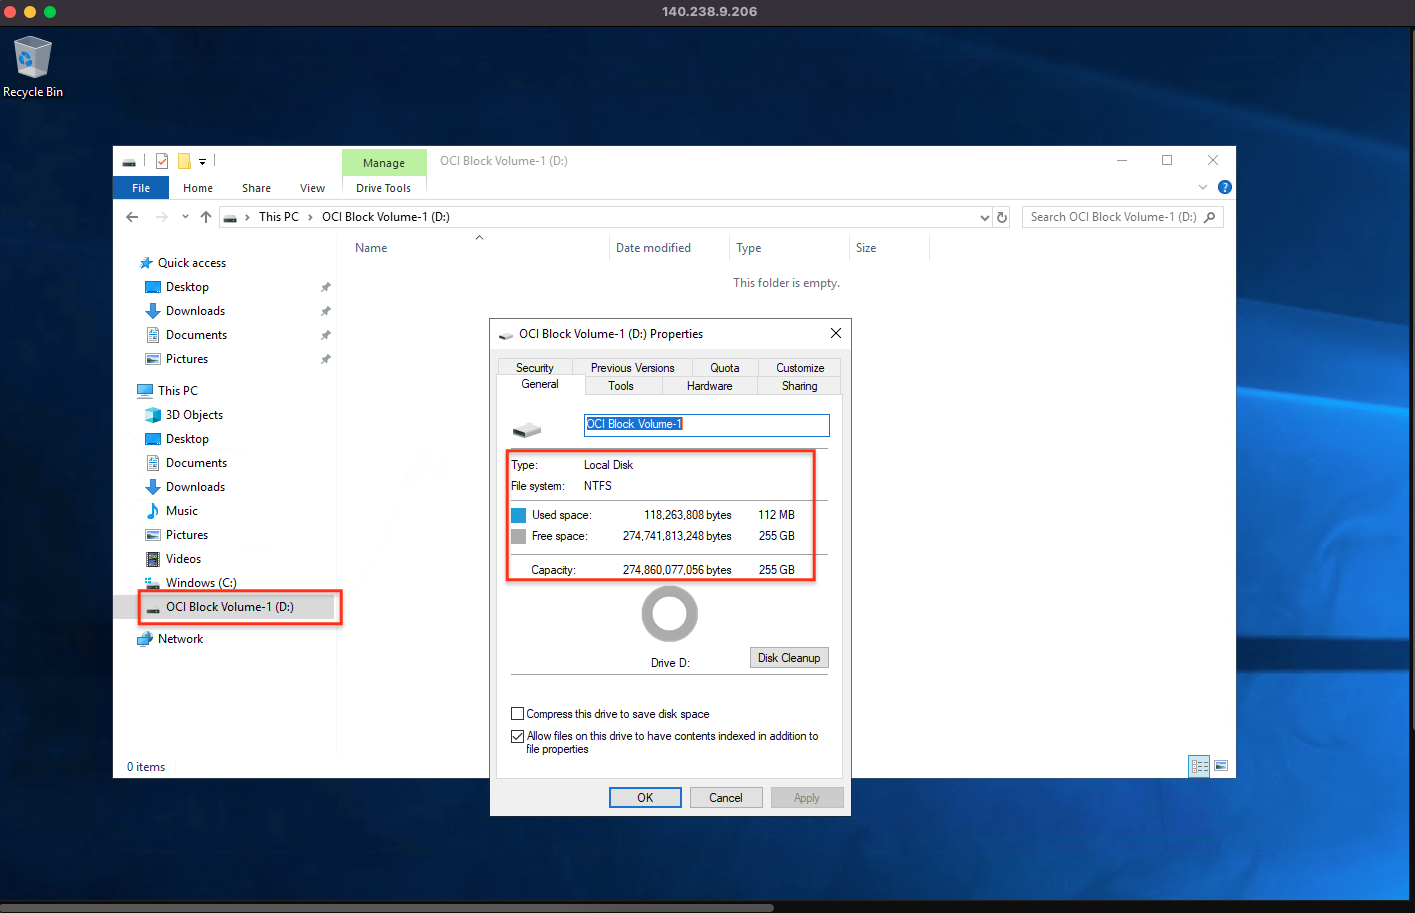 140.238.9.206
Recycle Bin
Manage
OCI Block Volume-1 (D:)
File
Home
Share
View
Drive Tools
This PC
OCI Block Volume-1 (D:)
Search OCI Block Volume-1 (D:)
Name
Date modified
Type
Size
This folder is empty.
Quick access
Desktop
Downloads
Documents
Pictures
This PC
3D Objects
Desktop
Documents
Downloads
Music
Pictures
Videos
Windows (C:)
OCI Block Volume-1 (D:)
Network
0 items
OCI Block Volume-1 (D:) Properties
Security
Previous Versions
Quota
Customize
General
Tools
Hardware
Sharing
OCI Block Volume-1
Type: Local Disk
File system: NTFS
Used space: 118,263,808 bytes 112 MB
Free space: 274,741,813,248 bytes 255 GB
Capacity: 274,860,077,056 bytes 255 GB
Drive D:
Disk Cleanup
Compress this drive to save disk space
Allow files on this drive to have contents indexed in addition to
file properties
OK
Cancel
Apply